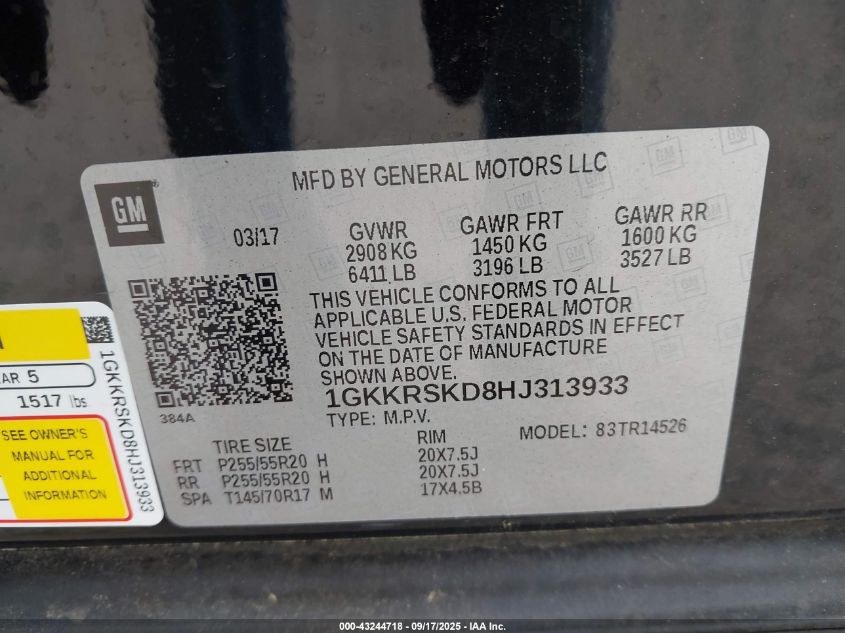 MFD BY GENERAL MOTORS LLC
GM
03/17
GVWR
2908 KG
6411 LB
GAWR FRT
1450 KG
3196 LB
GAWR RR
1600 KG
3527 LB
THIS VEHICLE CONFORMS TO ALL
APPLICABLE U.S. FEDERAL MOTOR
VEHICLE SAFETY STANDARDS IN EFFECT
ON THE DATE OF MANUFACTURE
SHOWN ABOVE.
1GKKRSKD8HJ313933
384A
TYPE: M.P.V.
MODEL: 83TR14526
TIRE SIZE RIM
FRT P255/55R20 H 20X7.5J
RR P255/55R20 H 20X7.5J
SPA T145/70R17 M 17X4.5B
AR 5
1517 lbs
SEE OWNER'S
MANUAL FOR
ADDITIONAL
INFORMATION
1GKKRSKD8HJ313933
000-43244718 - 09/17/2025 - IAA Inc.